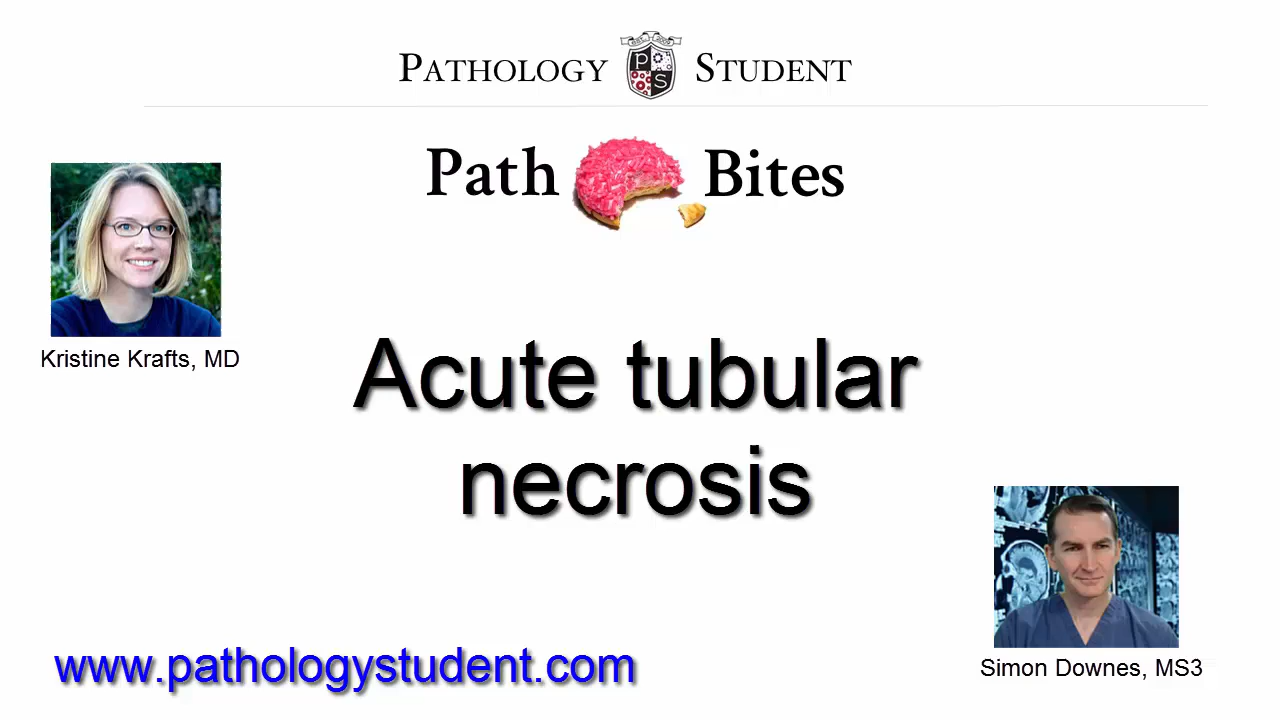 PATHOLOGY STUDENT
P
S
Path Bites
Kristine Krafts, MD
Acute tubular
necrosis
www.pathologystudent.com
Simon Downes, MS3